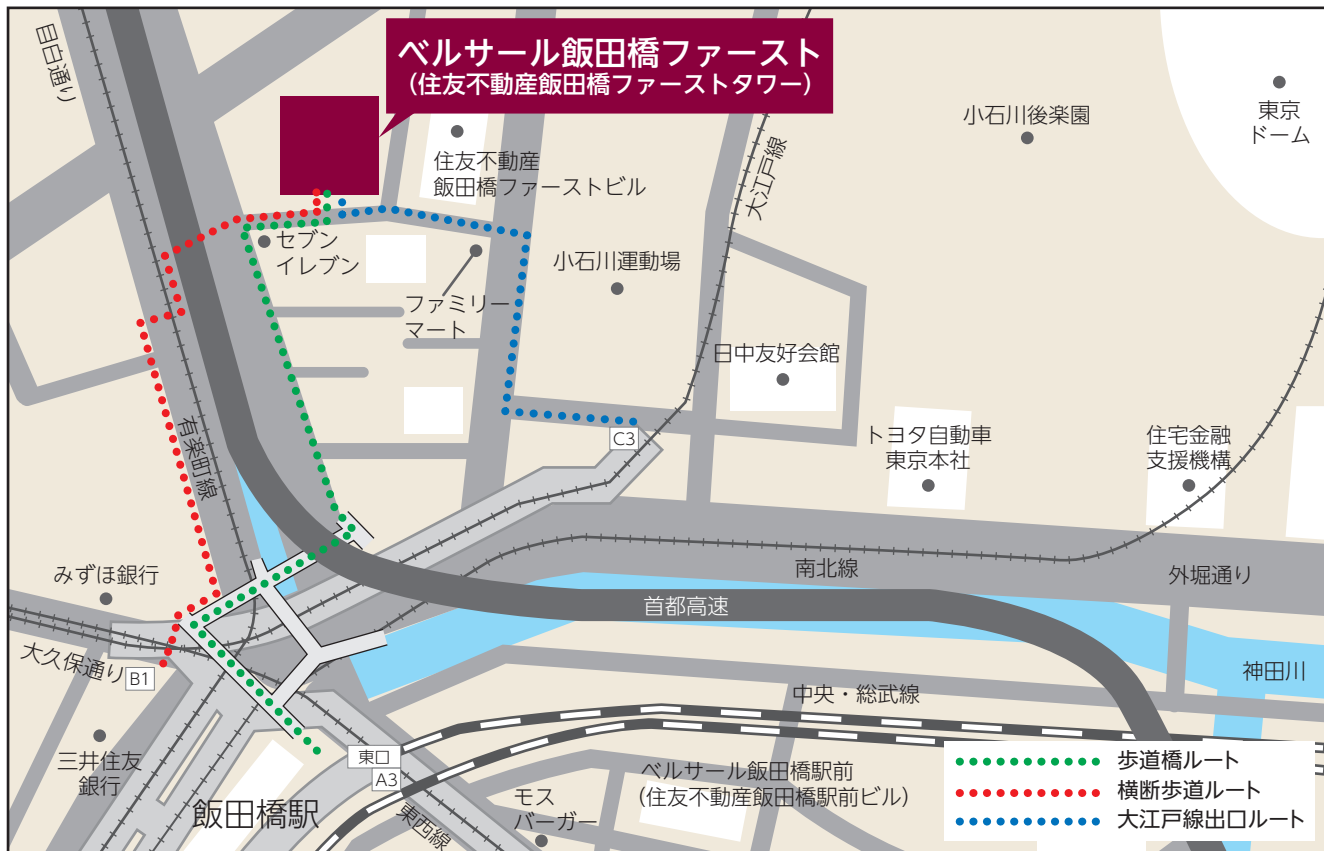 ベルサール飯田橋ファースト
(住友不動産飯田橋ファーストタワー)
目白通り
住友不動産
飯田橋ファーストビル
大江戸線
小石川後楽園
東京
ドーム
セブン
イレブン
ファミリー
マート
小石川運動場
日中友好会館
C3
トヨタ自動車
東京本社
住宅金融
支援機構
有楽町線
みずほ銀行
南北線
外堀通り
首都高速
大久保通り
B1
神田川
中央・総武線
三井住友
銀行
東口
A3
飯田橋駅
東西線
モス
バーガー
ベルサール飯田橋駅前
(住友不動産飯田橋駅前ビル)
歩道橋ルート
横断歩道ルート
大江戸線出口ルート